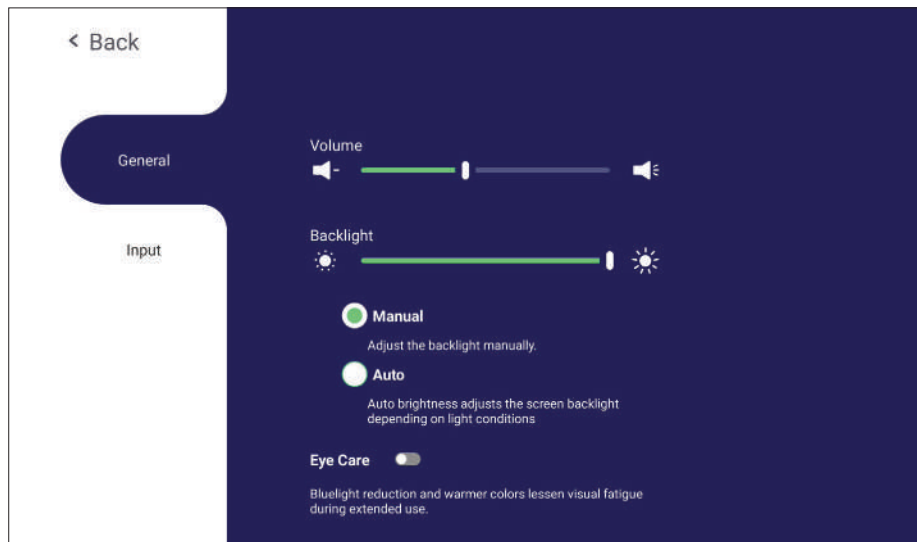 Back
General
Input
Volume
Backlight
Manual
Adjust the backlight manually.
Auto
Auto brightness adjusts the screen backlight
depending on light conditions
Eye Care
Bluelight reduction and warmer colors lessen visual fatigue
during extended use.